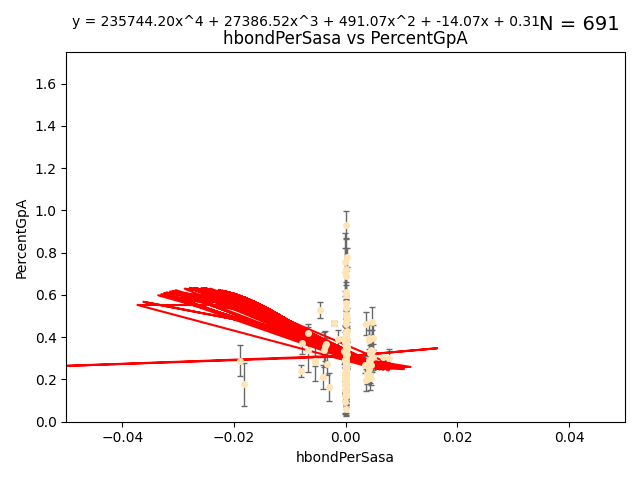 y = 235744.20x^4 + 27386.52x^3 + 491.07x^2 + -14.07x + 0.31
N = 691
hbondPerSasa vs PercentGpA
PercentGpA
1.6
1.4
1.2
1.0
0.8
0.6
0.4
0.2
0.0
−0.04 −0.02 0.00 0.02 0.04
hbondPerSasa